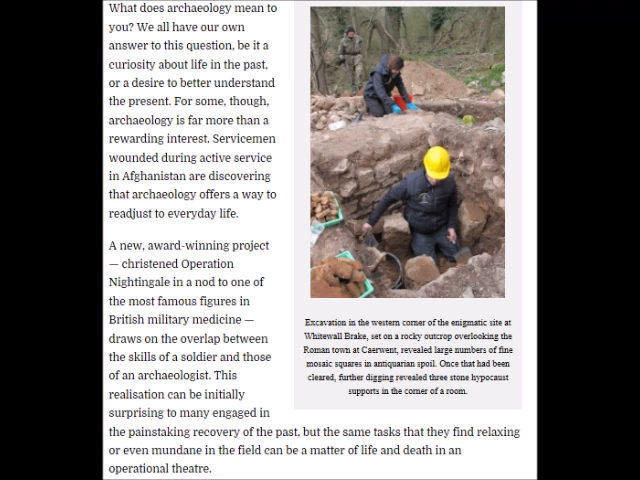 What does archaeology mean to
you? We all have our own
answer to this question, be it a
curiosity about life in the past,
or a desire to better understand
the present. For some, though,
archaeology is far more than a
rewarding interest. Servicemen
wounded during active service
in Afghanistan are discovering
that archaeology offers a way to
readjust to everyday life.
A new, award-winning project
— christened Operation
Nightingale in a nod to one of
the most famous figures in
British military medicine —
draws on the overlap between
the skills of a soldier and those
of an archaeologist. This
realisation can be initially
surprising to many engaged in
the painstaking recovery of the past, but the same tasks that they find relaxing
or even mundane in the field can be a matter of life and death in an
operational theatre.
Excavation in the western corner of the enigmatic site at
Whitewall Brake, set on a rocky outcrop overlooking the
Roman town at Caerwent, revealed large numbers of fine
mosaic squares in antiquarian spoil. Once that had been
cleared, further digging revealed three stone hypocaust
supports in the corner of a room.